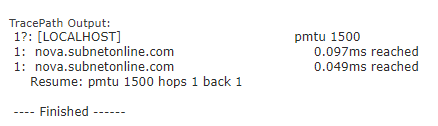 TracePath Output:
1?: [LOCALHOST] pmtu 1500
1: nova.subnetonline.com 0.097ms reached
1: nova.subnetonline.com 0.049ms reached
Resume: pmtu 1500 hops 1 back 1
---- Finished ------